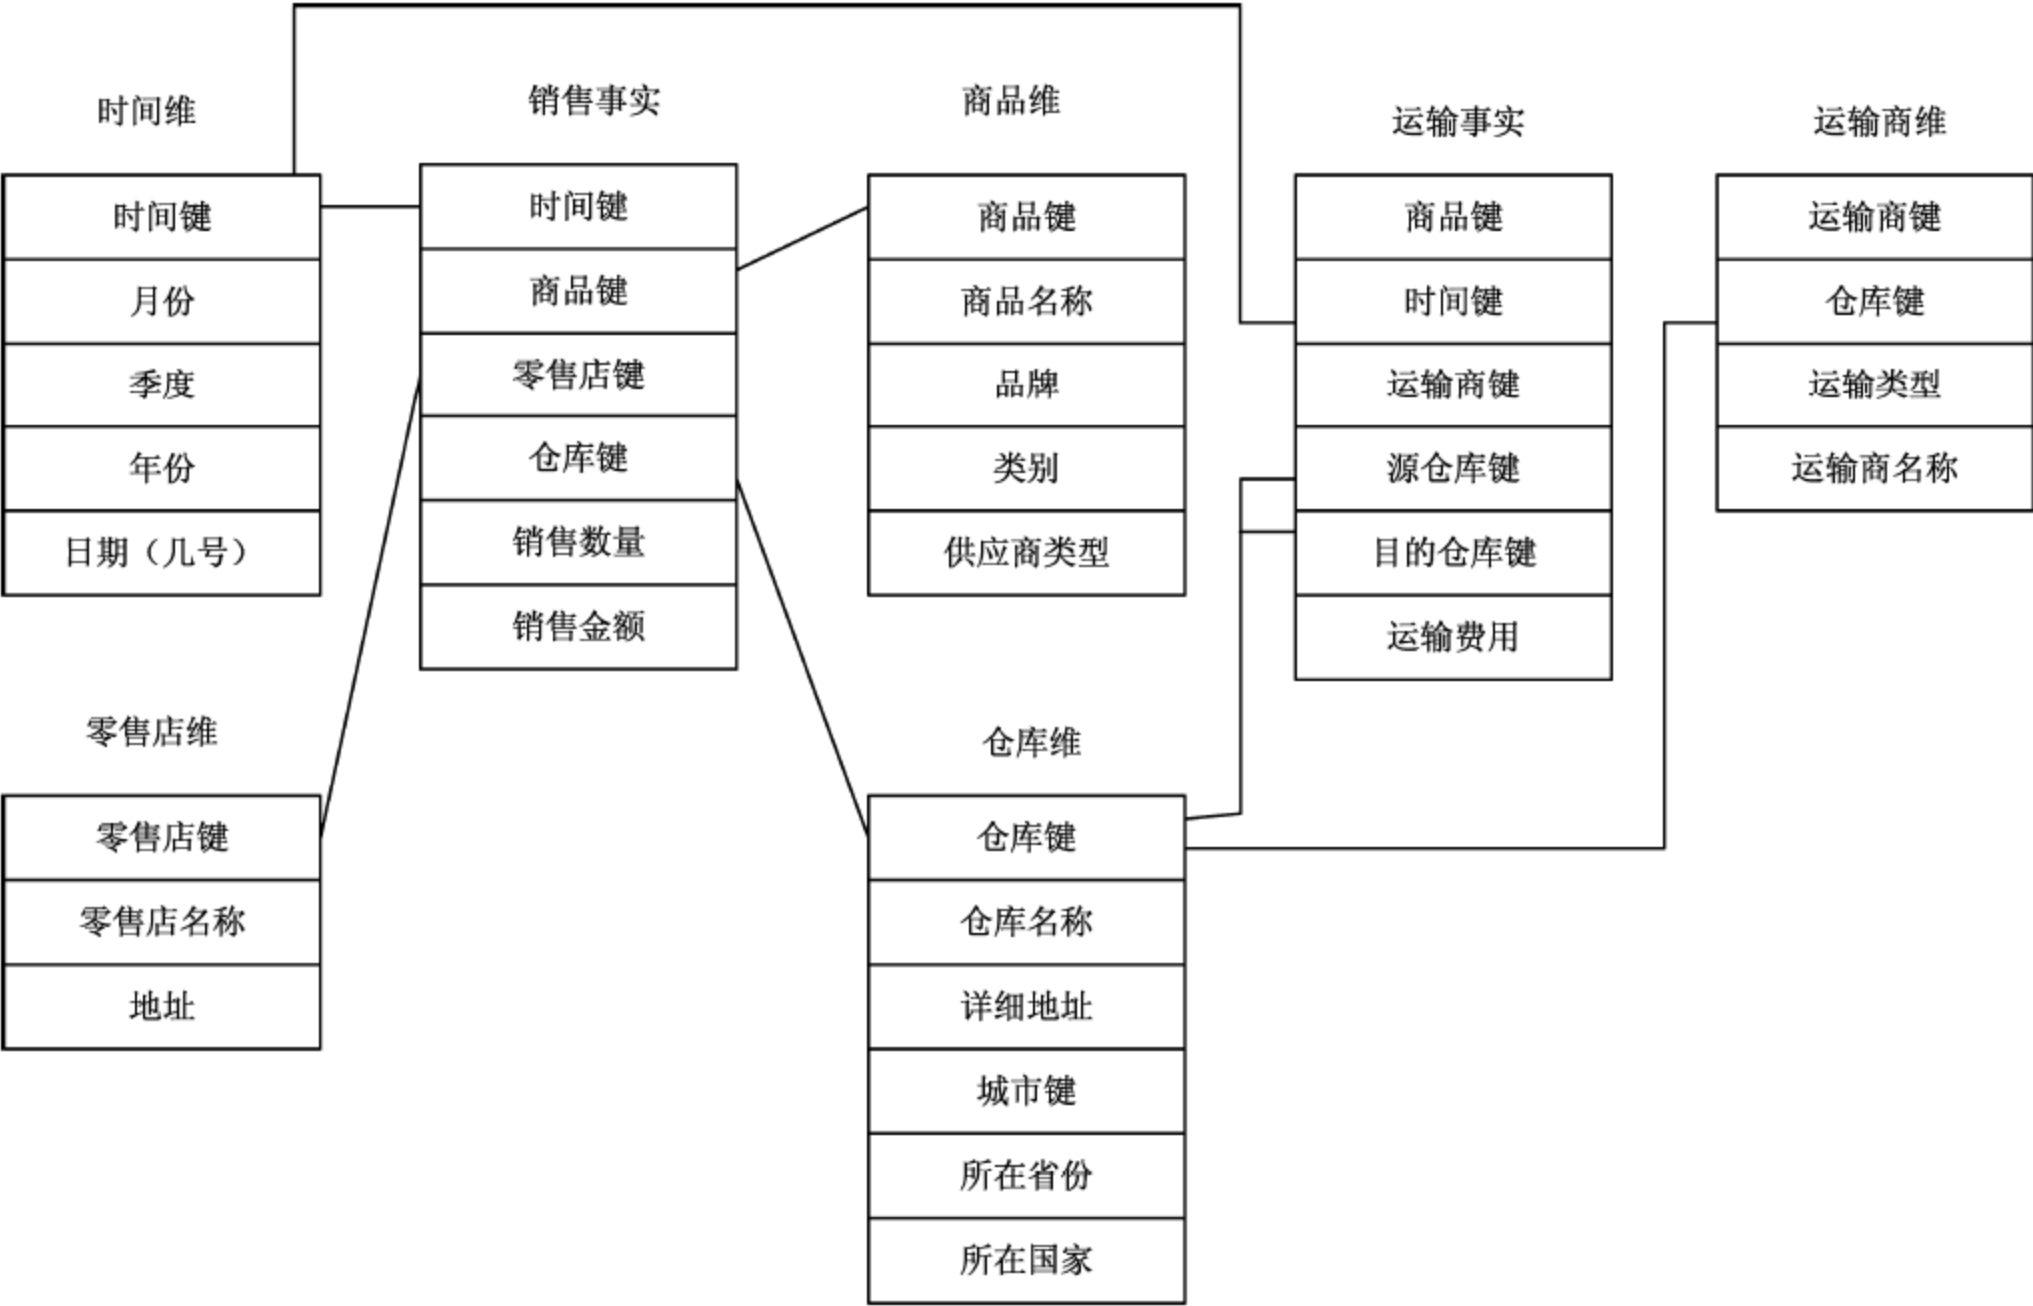 时间维
时间键
月份
季度
年份
日期（几号）
销售事实
时间键
商品键
零售店键
仓库键
销售数量
销售金额
商品维
商品键
商品名称
品牌
类别
供应商类型
运输事实
商品键
时间键
运输商键
源仓库键
目的仓库键
运输费用
运输商维
运输商键
仓库键
运输类型
运输商名称
零售店维
零售店键
零售店名称
地址
仓库维
仓库键
仓库名称
详细地址
城市键
所在省份
所在国家